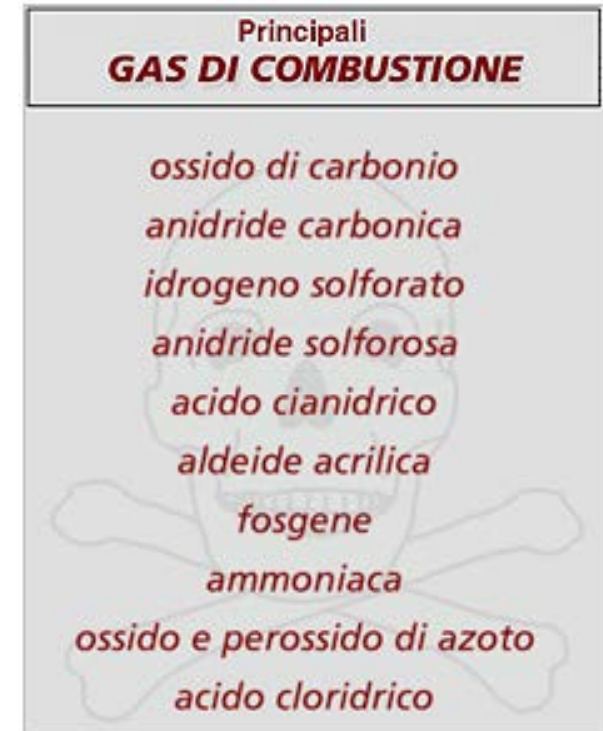 Principali
GAS DI COMBUSTIONE
ossido di carbonio
anidride carbonica
idrogeno solforato
anidride solforosa
acido cianidrico
aldeide acrilica
fosgene
ammoniaca
ossido e perossido di azoto
acido cloridrico